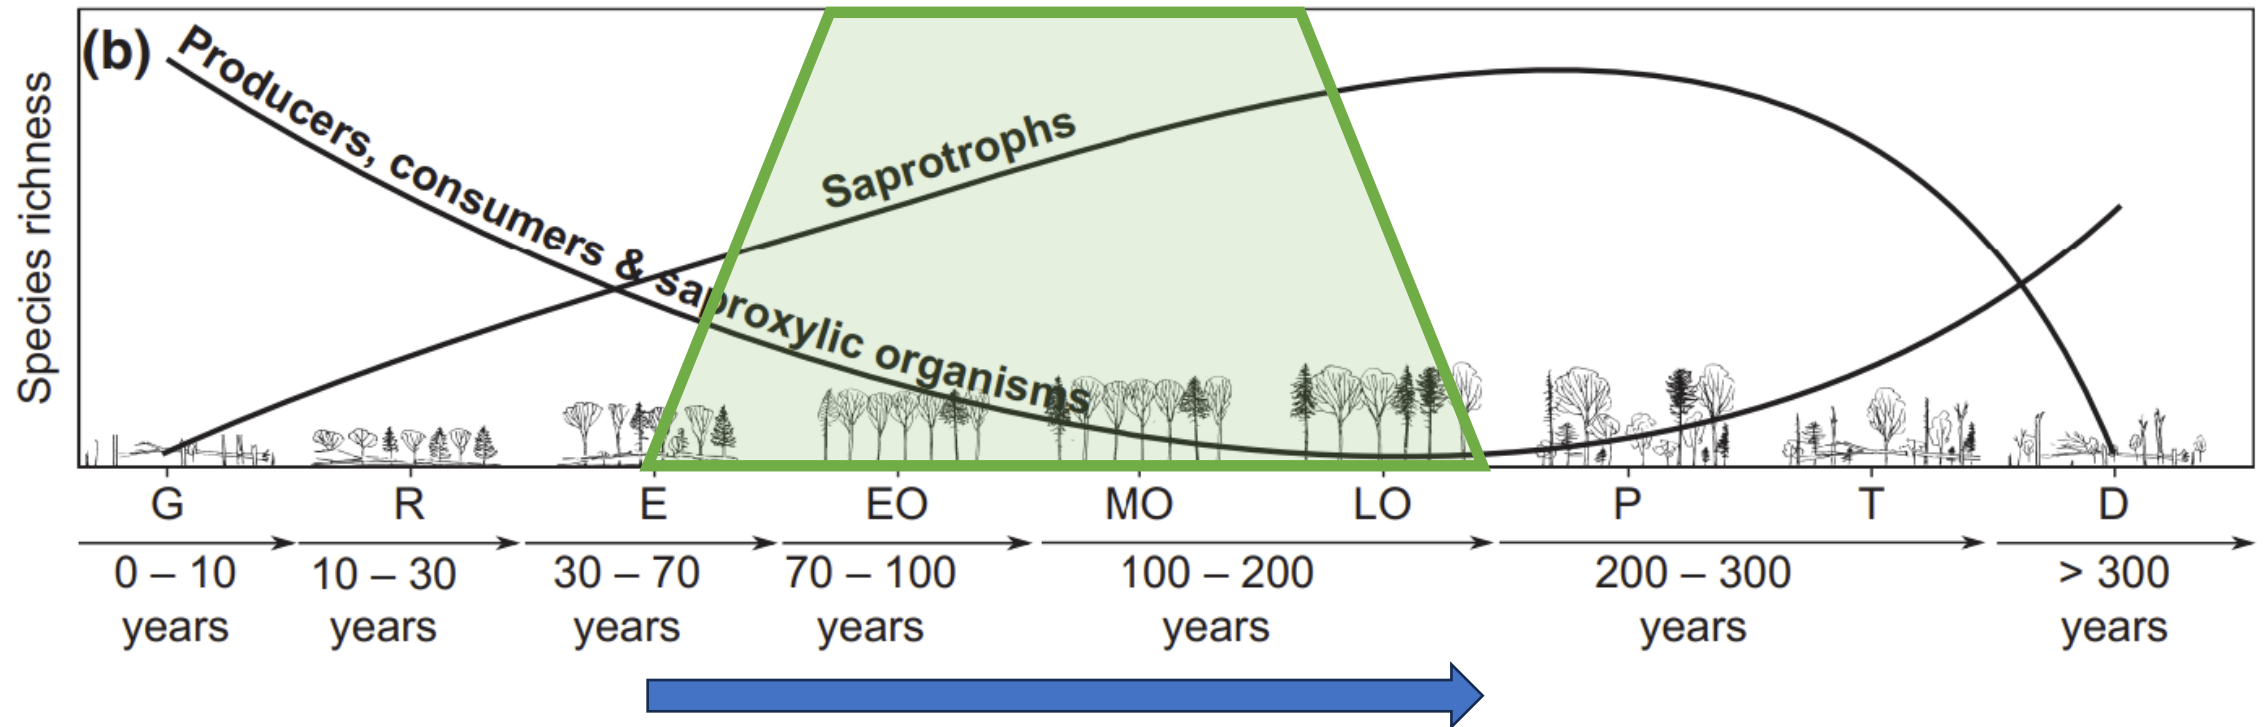 (b)
Species richness
Producers, consumers & saproxylic organisms
Saprotrophs
G R E EO MO LO P T D
0 – 10 10 – 30 30 – 70 70 – 100 100 – 200 200 – 300 > 300
years years years years years years years